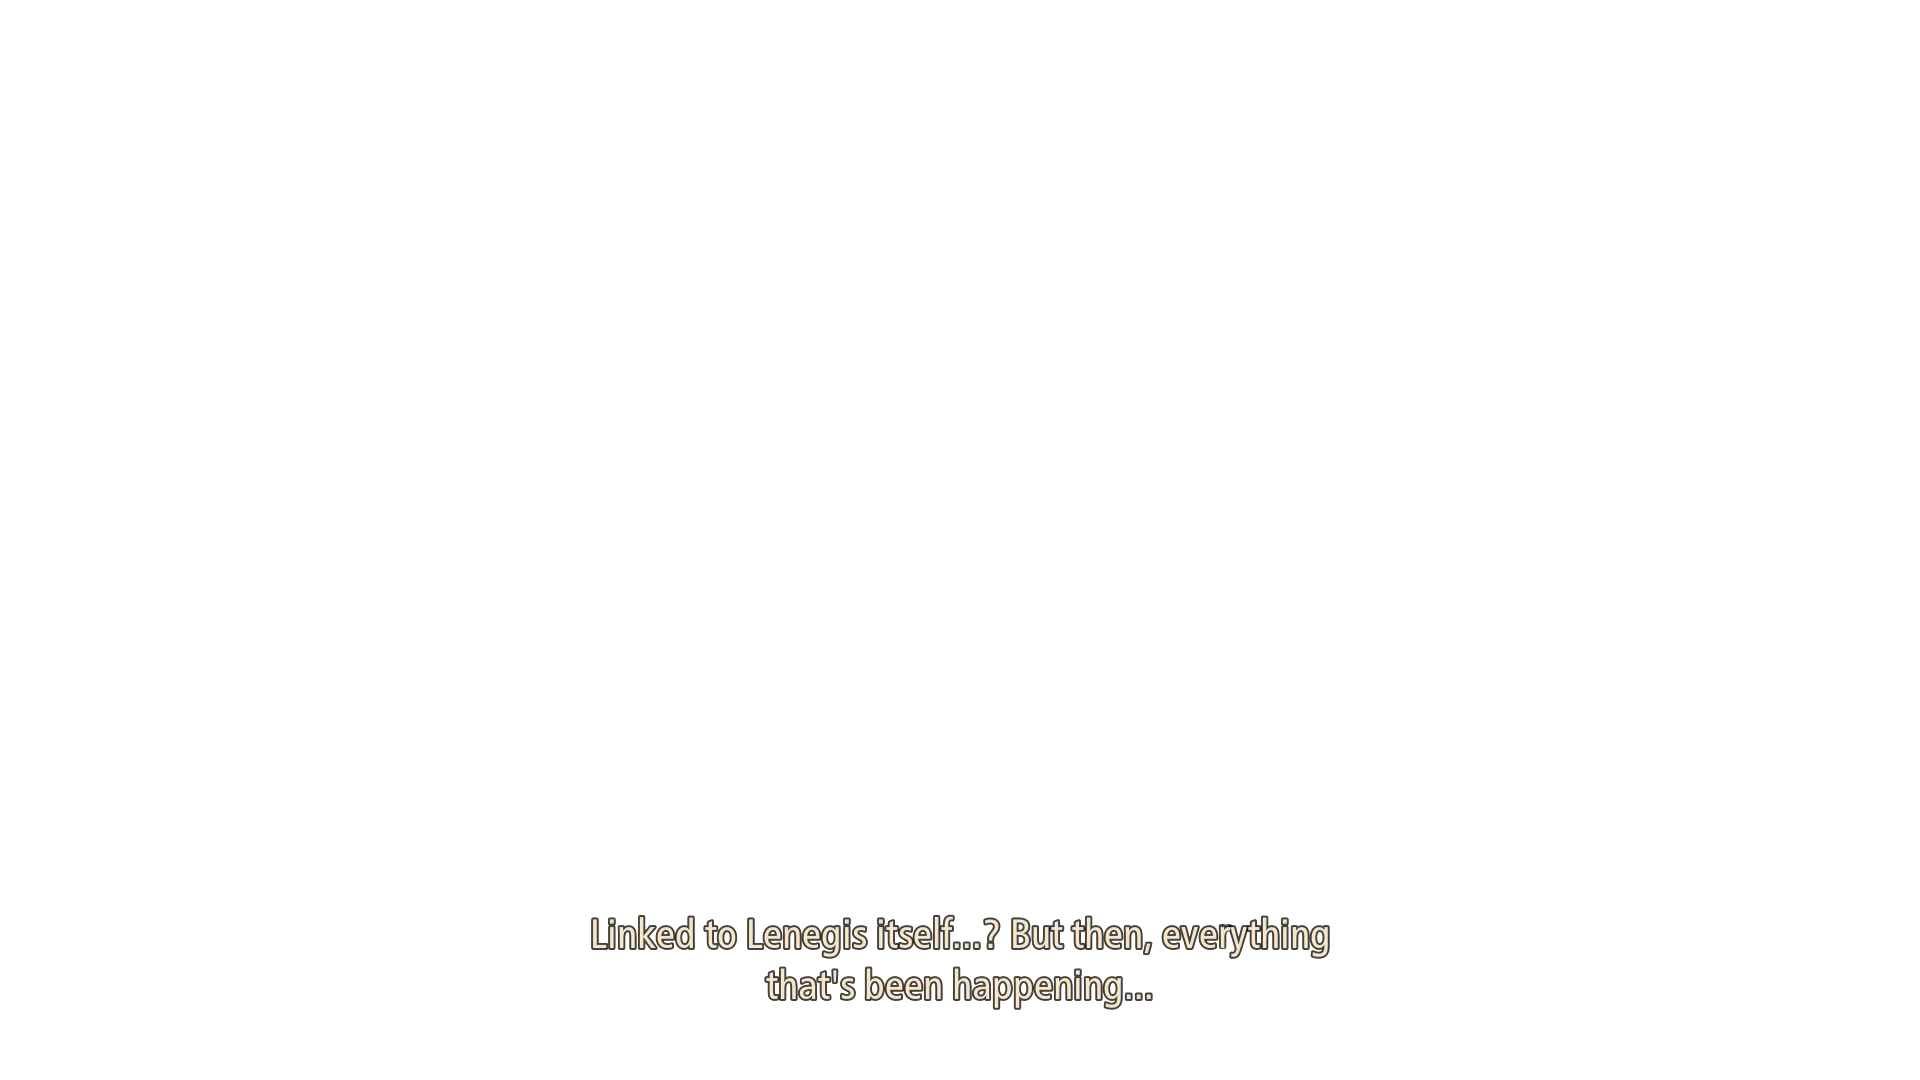 Linked to Lenegis itself...? But then, everything
that's been happening...